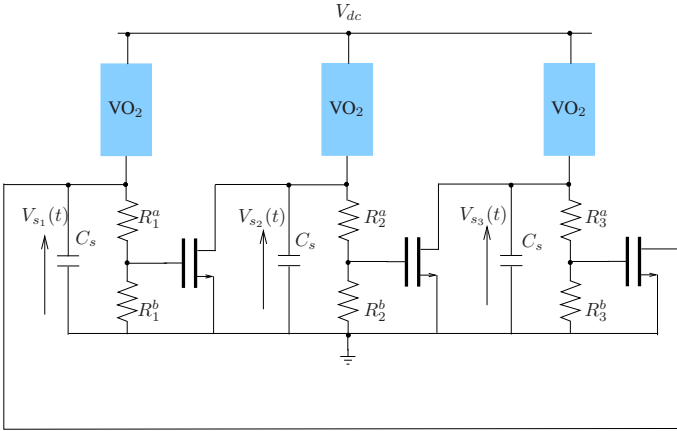 V_{dc}
VO₂ VO₂ VO₂
V_{s_1}(t) R_1^a V_{s_2}(t) R_2^a V_{s_3}(t) R_3^a
C_s C_s C_s
R_1^b R_2^b R_3^b